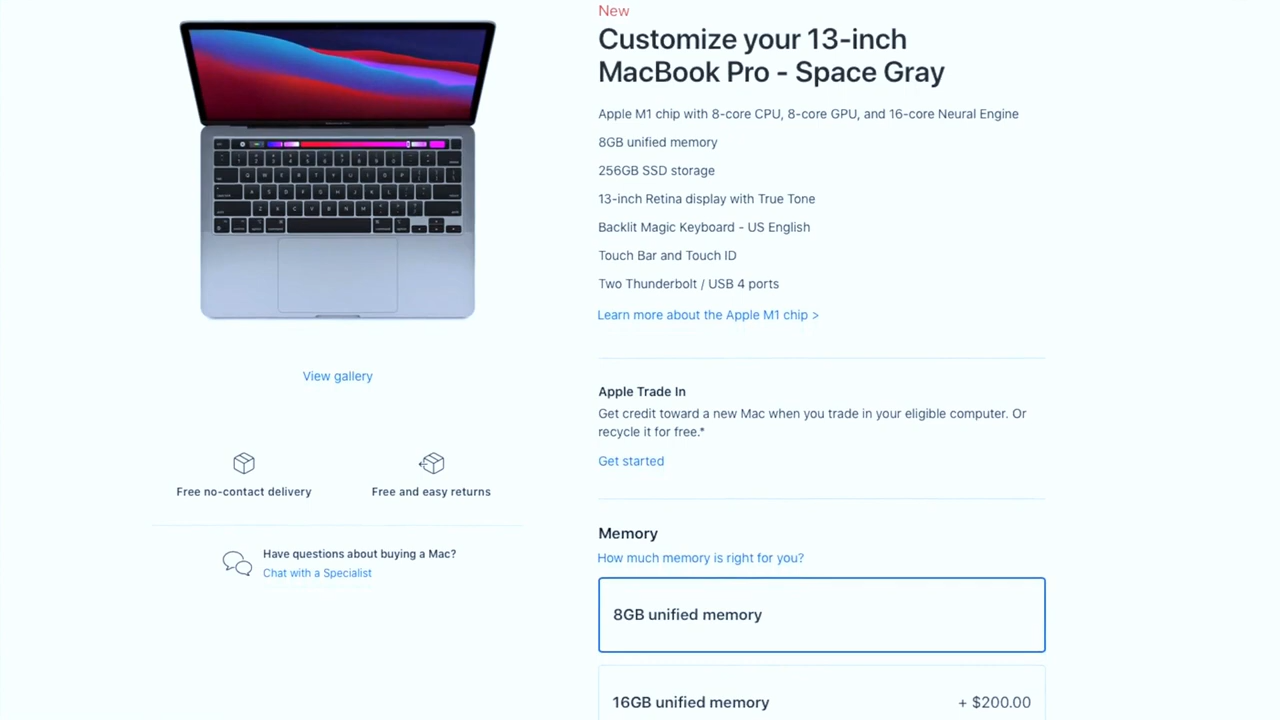 New
Customize your 13-inch
MacBook Pro - Space Gray
Apple M1 chip with 8-core CPU, 8-core GPU, and 16-core Neural Engine
8GB unified memory
256GB SSD storage
13-inch Retina display with True Tone
Backlit Magic Keyboard - US English
Touch Bar and Touch ID
Two Thunderbolt / USB 4 ports
Learn more about the Apple M1 chip >
View gallery
Apple Trade In
Get credit toward a new Mac when you trade in your eligible computer. Or
recycle it for free.*
Get started
Free no-contact delivery
Free and easy returns
Have questions about buying a Mac?
Chat with a Specialist
Memory
How much memory is right for you?
8GB unified memory
16GB unified memory + $200.00